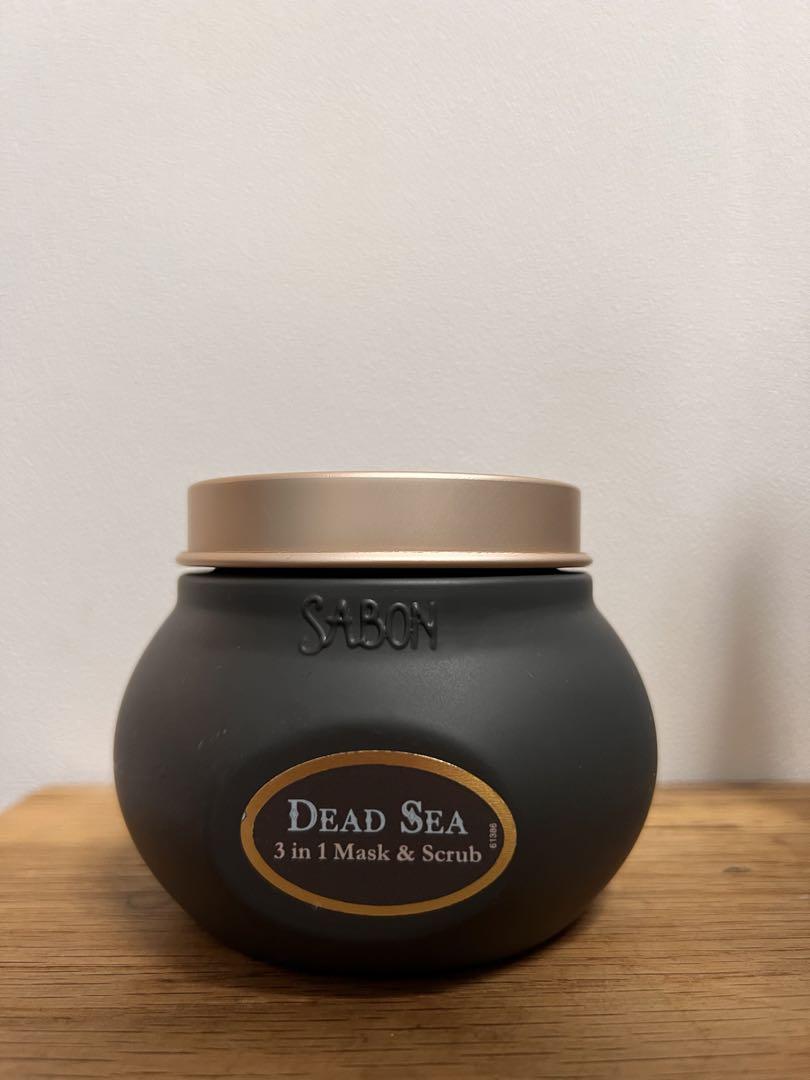 SABON
DEAD SEA
3 in 1 Mask & Scrub
61386